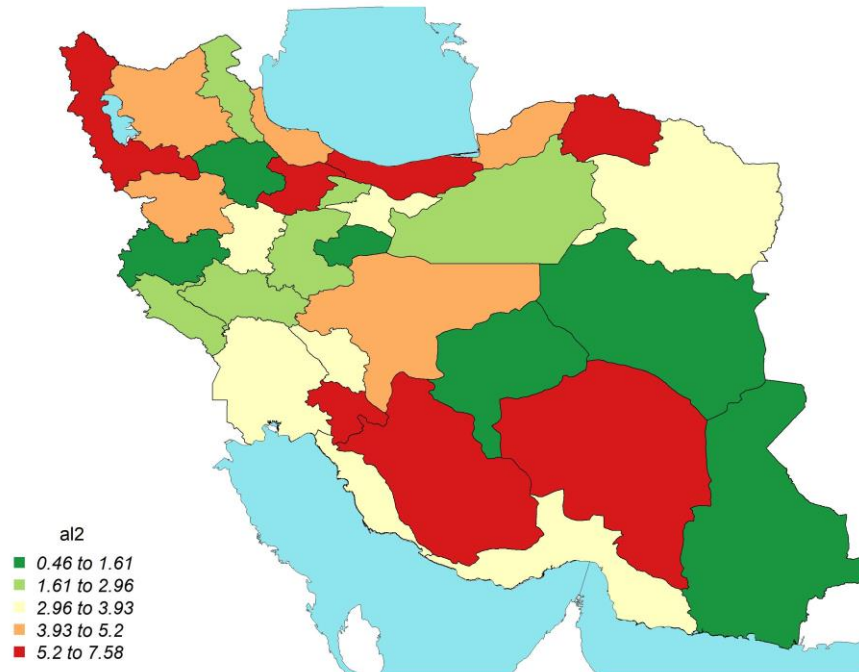 al2
0.46 to 1.61
1.61 to 2.96
2.96 to 3.93
3.93 to 5.2
5.2 to 7.58